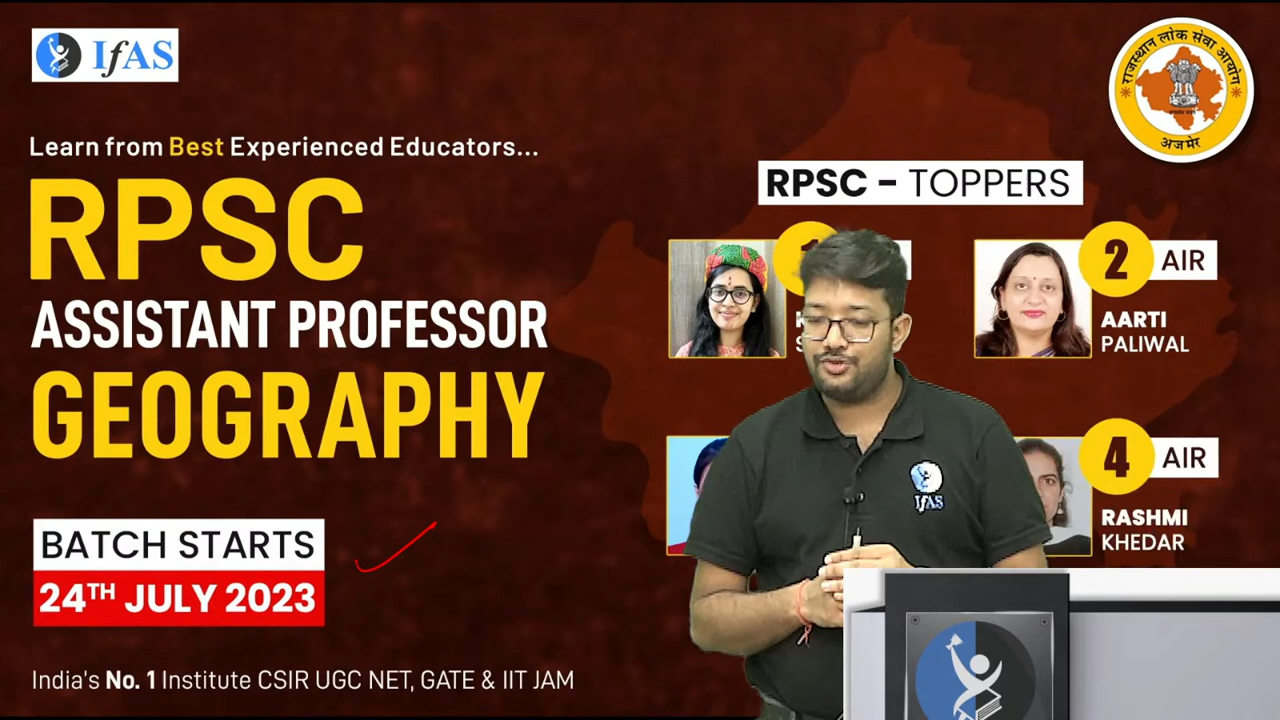 IfAS
राजस्थान लोक सेवा आयोग
अजमेर
Learn from Best Experienced Educators...
RPSC
ASSISTANT PROFESSOR
GEOGRAPHY
BATCH STARTS
24TH JULY 2023
India's No. 1 Institute CSIR UGC NET, GATE & IIT JAM
RPSC - TOPPERS
2 AIR
AARTI
PALIWAL
4 AIR
RASHMI
KHEDAR
IfAS